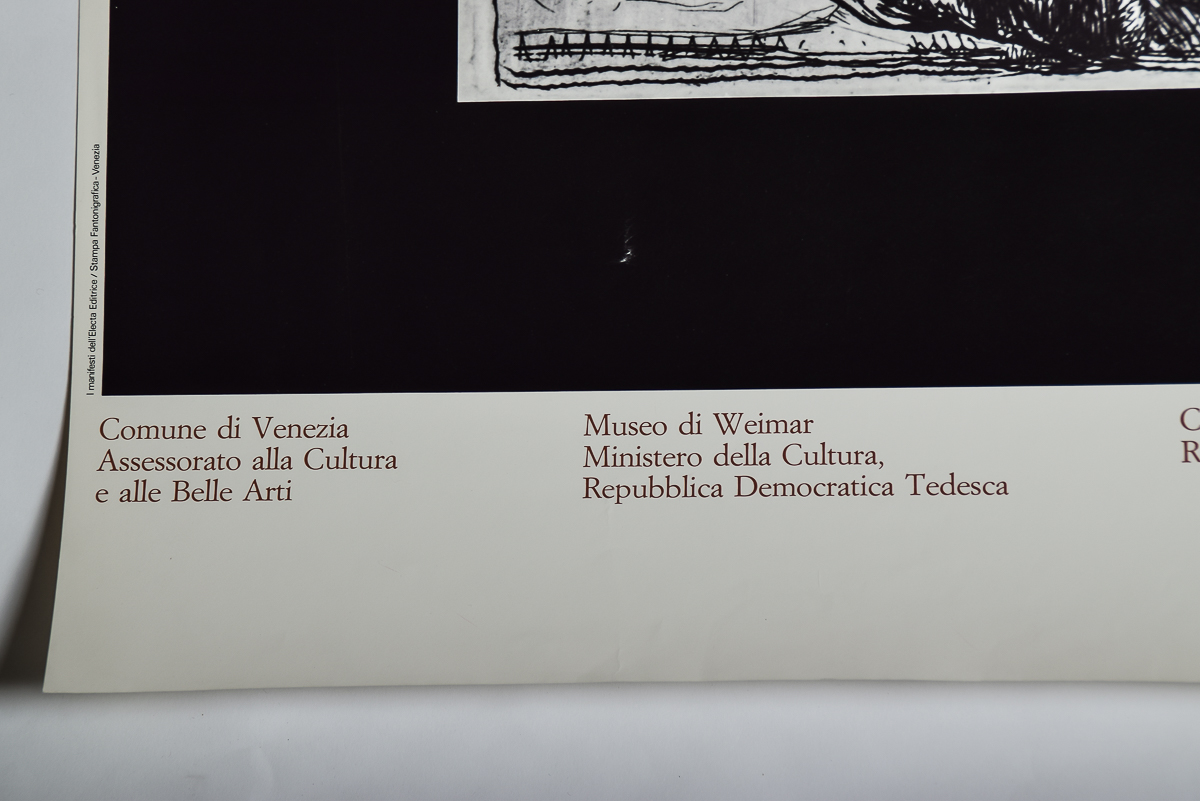 I manifesti dell'Electa Editrice / Stampa Fantonigrafica - Venezia
Comune di Venezia
Assessorato alla Cultura
e alle Belle Arti
Museo di Weimar
Ministero della Cultura,
Repubblica Democratica Tedesca
C
R